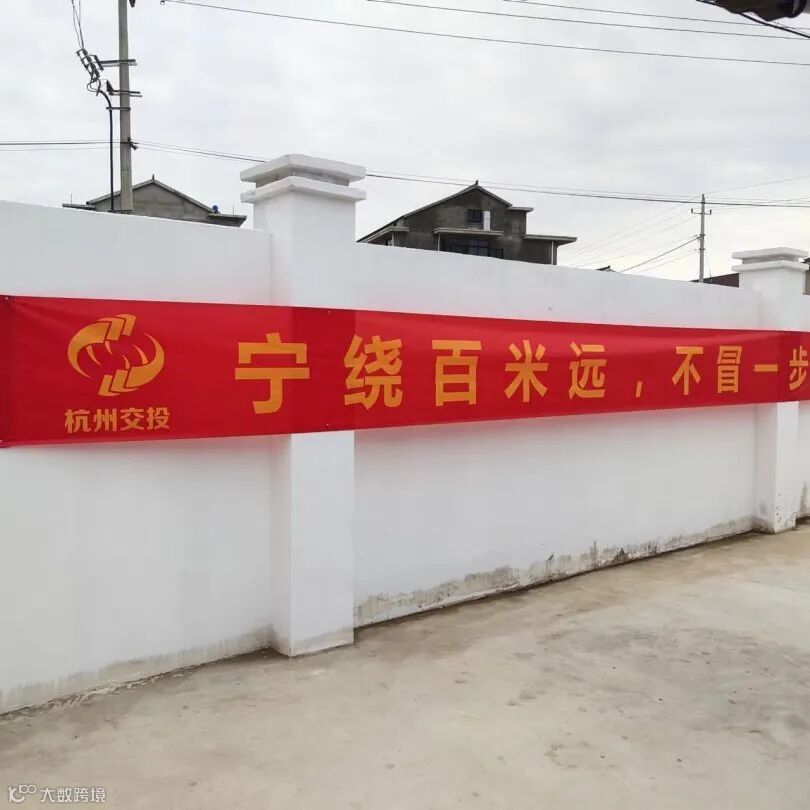 杭州交投
宁绕百米远，不冒一步
大数跨境